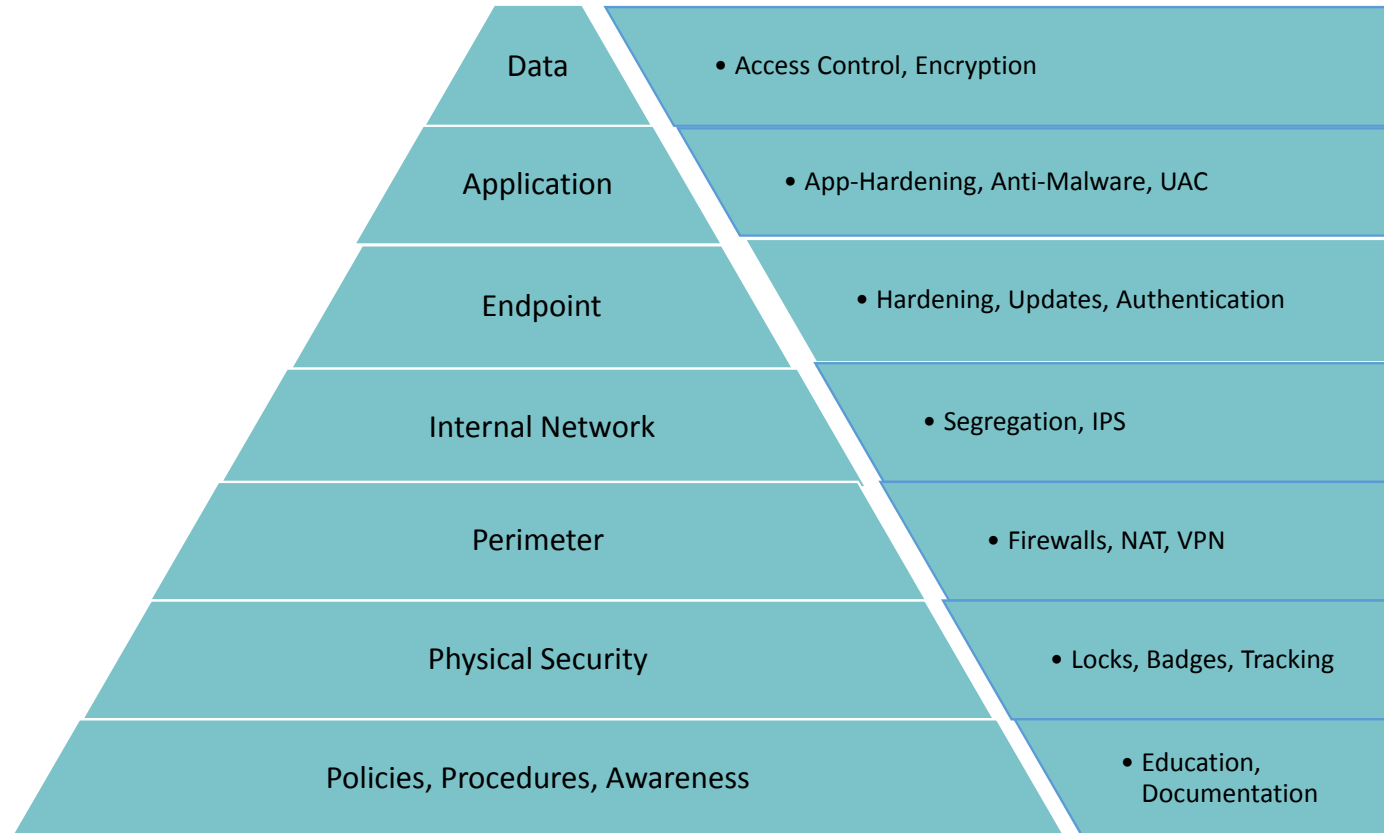 Data
• Access Control, Encryption
Application
• App-Hardening, Anti-Malware, UAC
Endpoint
• Hardening, Updates, Authentication
Internal Network
• Segregation, IPS
Perimeter
• Firewalls, NAT, VPN
Physical Security
• Locks, Badges, Tracking
Policies, Procedures, Awareness
• Education,
Documentation